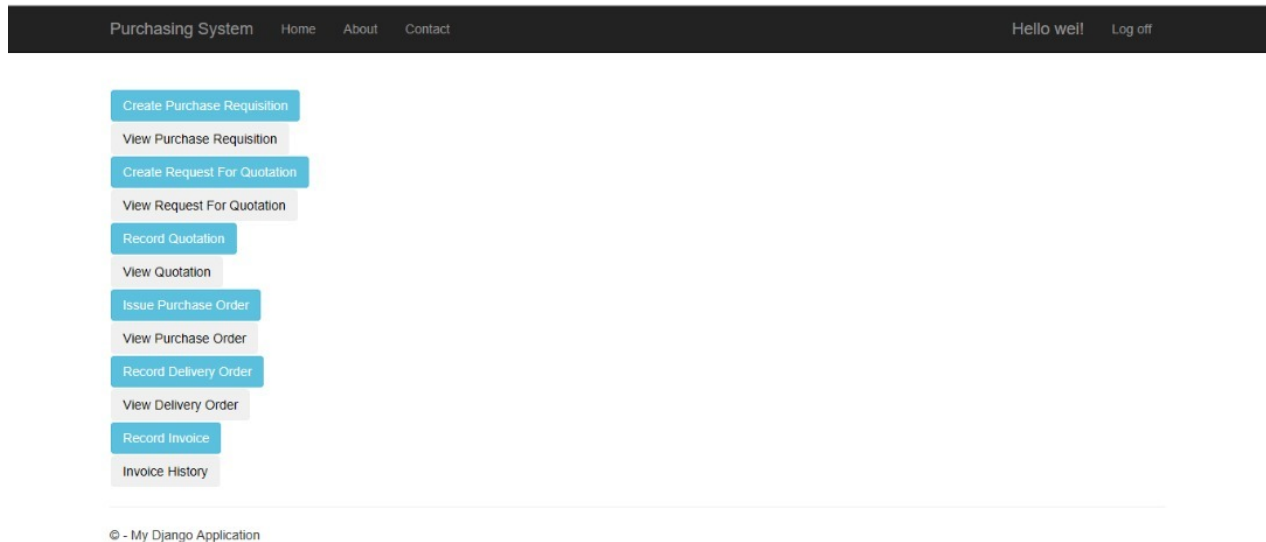 Purchasing System Home About Contact Hello wei! Log off
Create Purchase Requisition
View Purchase Requisition
Create Request For Quotation
View Request For Quotation
Record Quotation
View Quotation
Issue Purchase Order
View Purchase Order
Record Delivery Order
View Delivery Order
Record Invoice
Invoice History
© - My Django Application